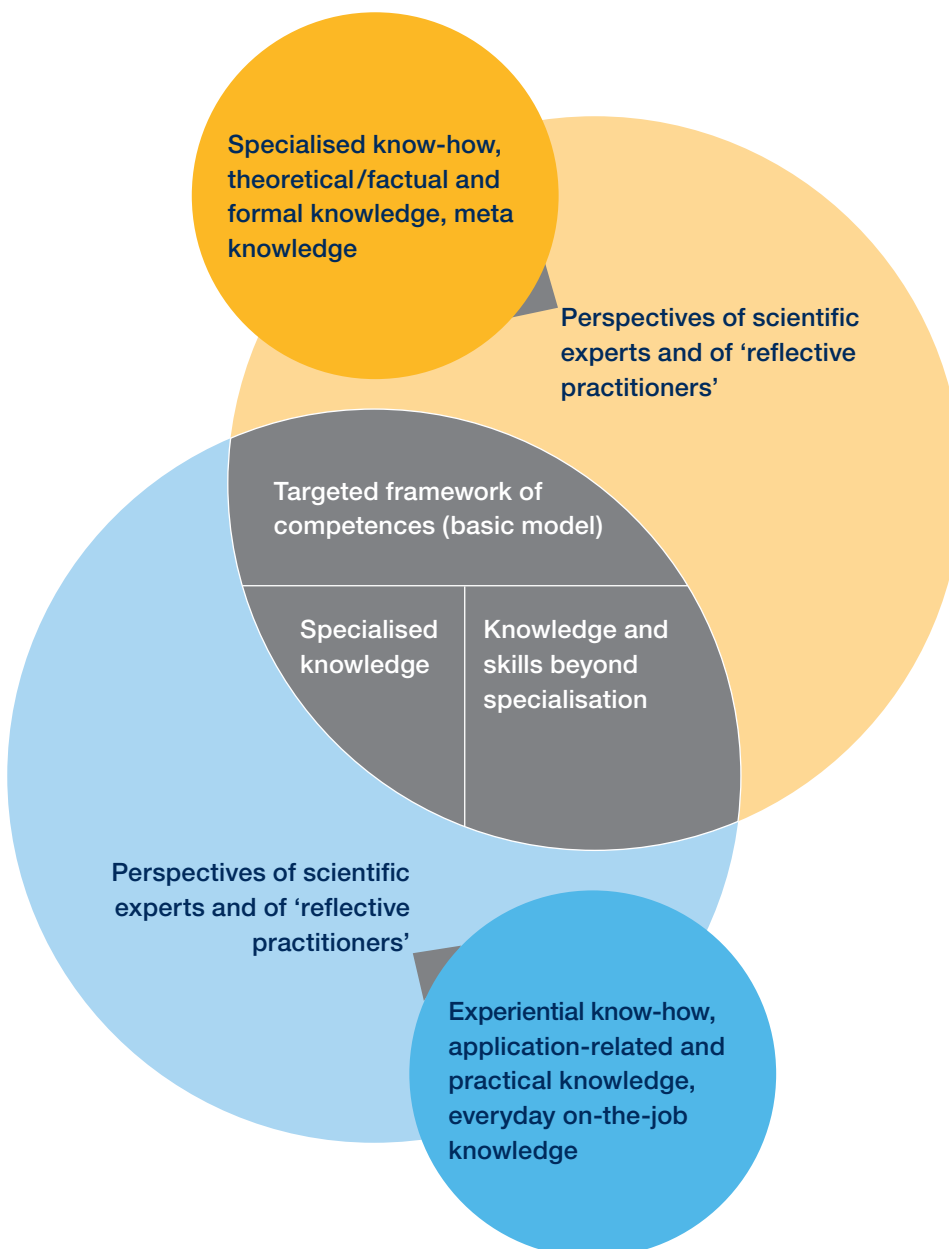 Specialised know-how,
theoretical/factual and
formal knowledge, meta
knowledge
Perspectives of scientific
experts and of ‘reflective
practitioners’
Targeted framework of
competences (basic model)
Specialised
knowledge
Knowledge and
skills beyond
specialisation
Perspectives of scientific
experts and of ‘reflective
practitioners’
Experiential know-how,
application-related and
practical knowledge,
everyday on-the-job
knowledge